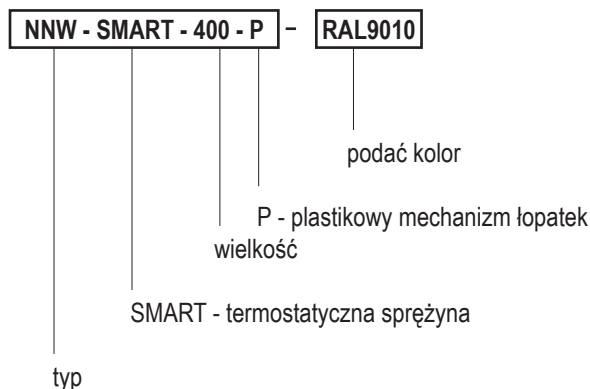 NNW - SMART - 400 - P – RAL9010
podać kolor
P - plastikowy mechanizm łopatek
wielkość
SMART - termostatyczna sprężyna
typ